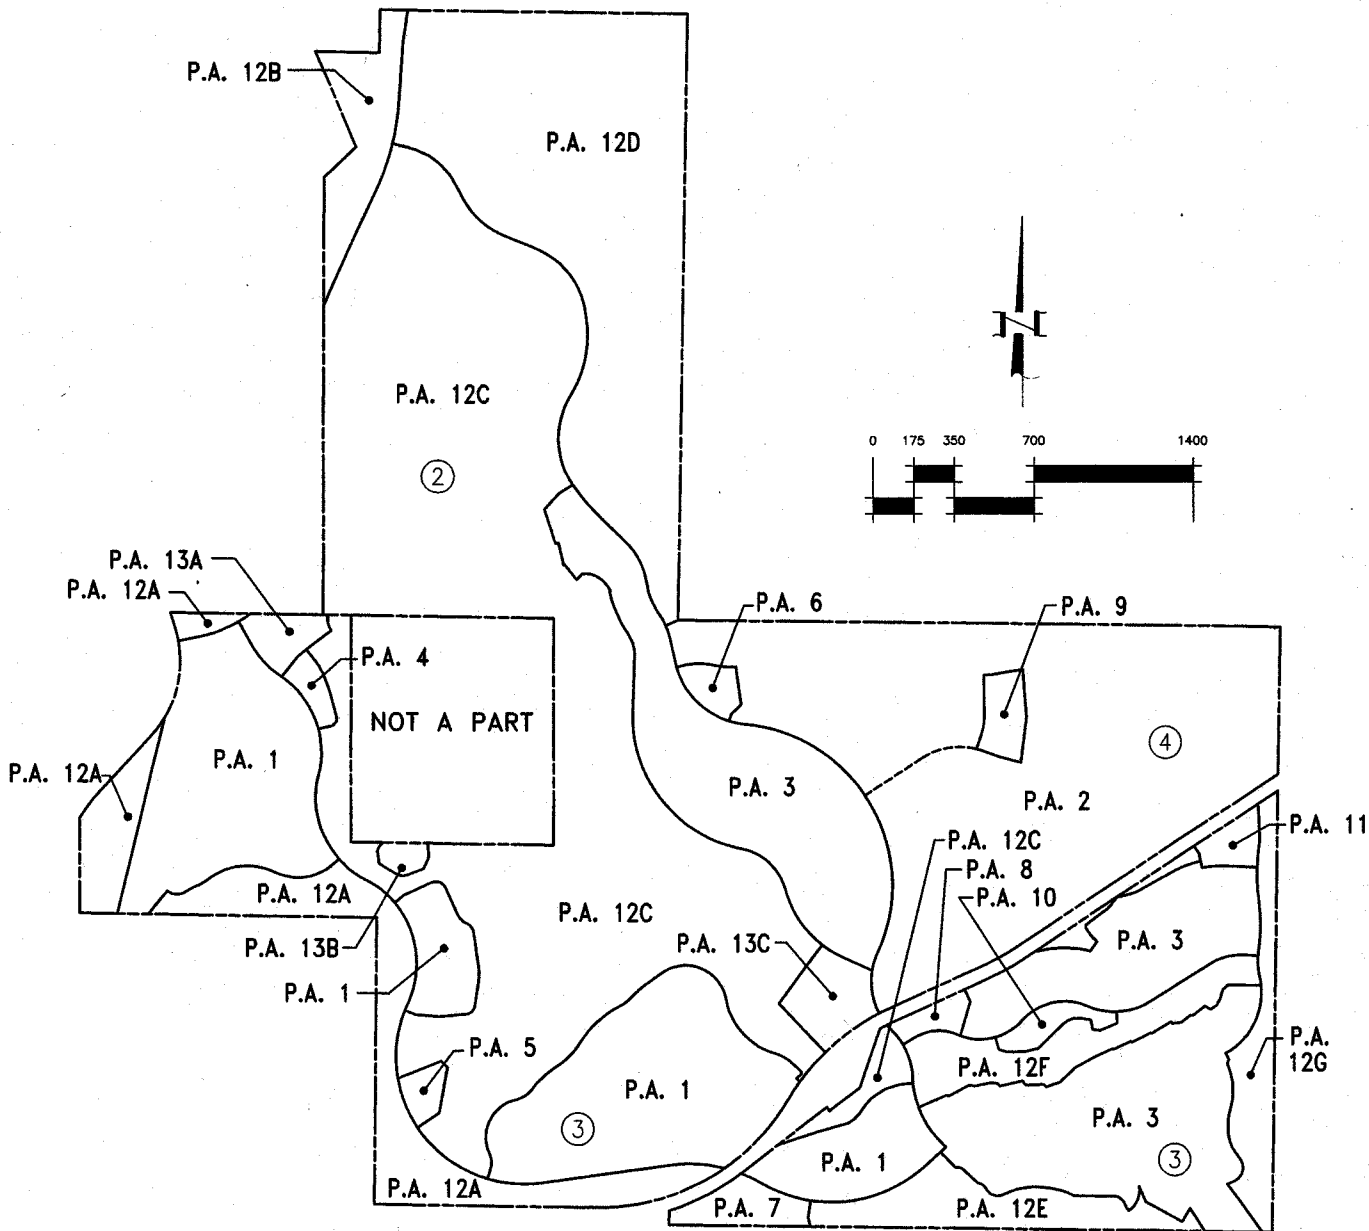 P.A. 12B
P.A. 12D
P.A. 12C
0 175 350 700 1400
2
P.A. 13A
P.A. 12A
P.A. 6
P.A. 9
P.A. 4
NOT A PART
4
P.A. 1
P.A. 12A
P.A. 3
P.A. 2
P.A. 11
P.A. 12C
P.A. 8
P.A. 10
P.A. 12A
P.A. 12C
P.A. 13B
P.A. 13C
P.A. 3
P.A. 1
P.A. 5
P.A. 12F
P.A.
12G
P.A. 1
P.A. 3
3
P.A. 1
3
P.A. 12A
P.A. 7
P.A. 12E